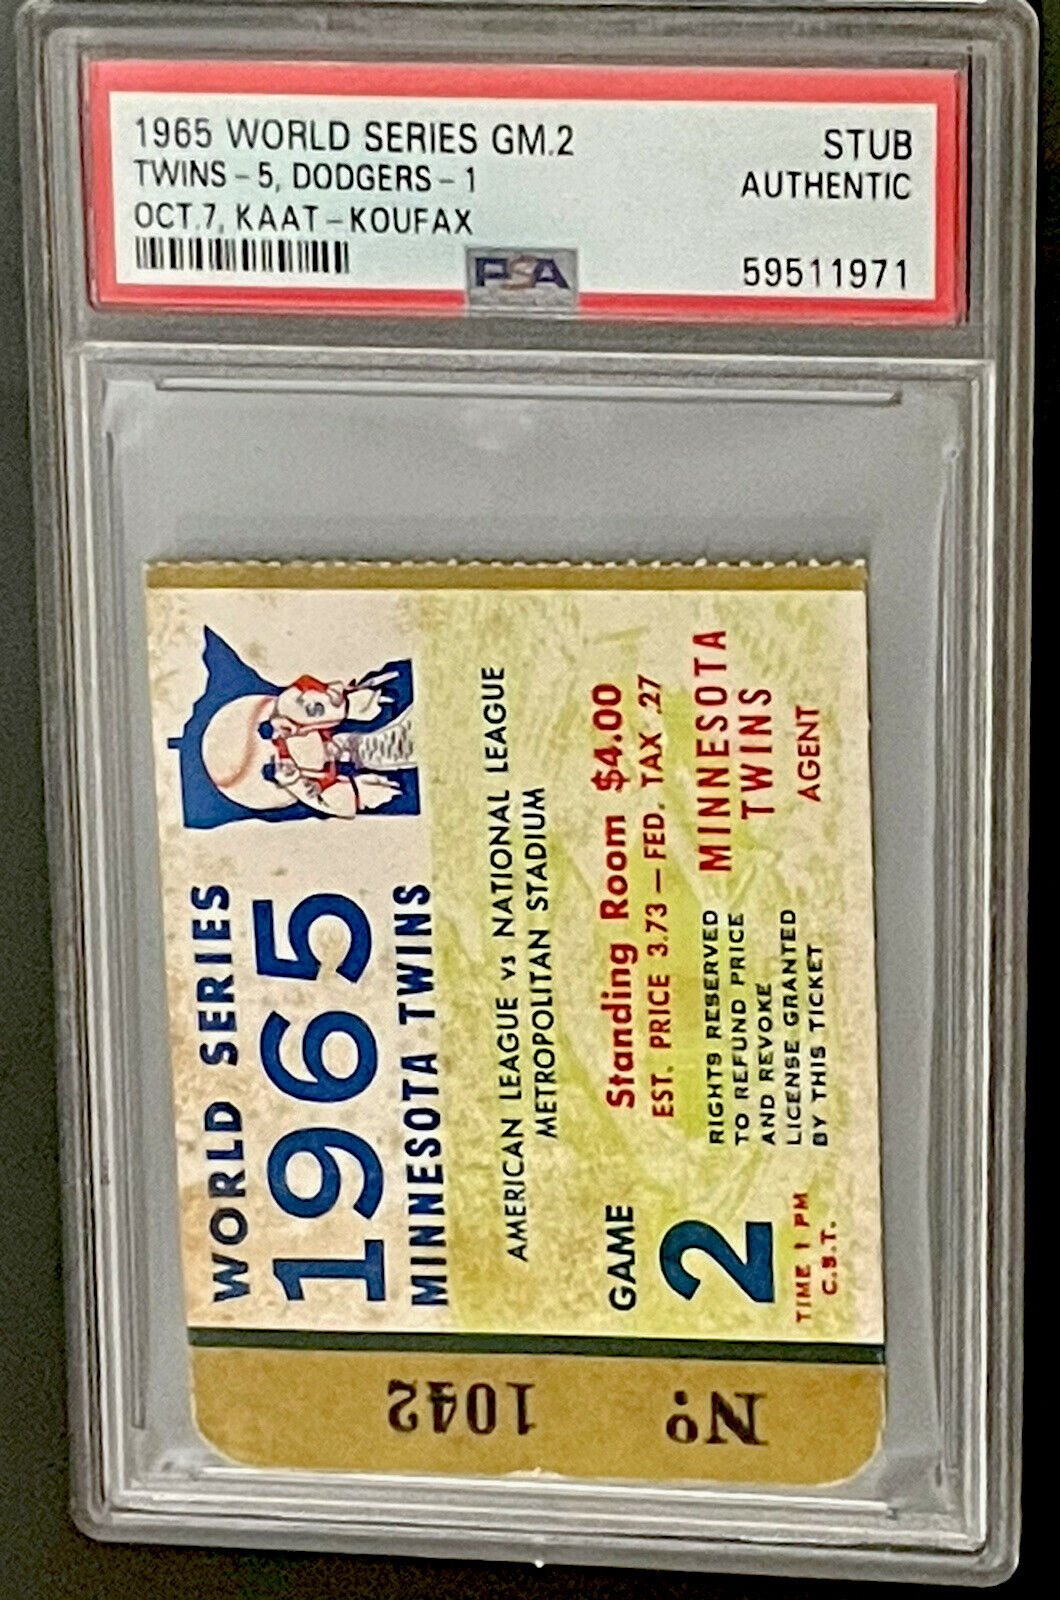 1965 WORLD SERIES GM.2
TWINS - 5, DODGERS - 1
OCT.7, KAAT - KOUFAX
STUB
AUTHENTIC
59511971
PSA
WORLD SERIES
1965
MINNESOTA TWINS
AMERICAN LEAGUE vs NATIONAL LEAGUE
METROPOLITAN STADIUM
GAME
2
TIME 1 PM
C.S.T.
Standing Room $4.00
EST. PRICE 3.73 — FED. TAX .27
RIGHTS RESERVED
TO REFUND PRICE
AND REVOKE
LICENSE GRANTED
BY THIS TICKET
MINNESOTA
TWINS
AGENT
No. 1042